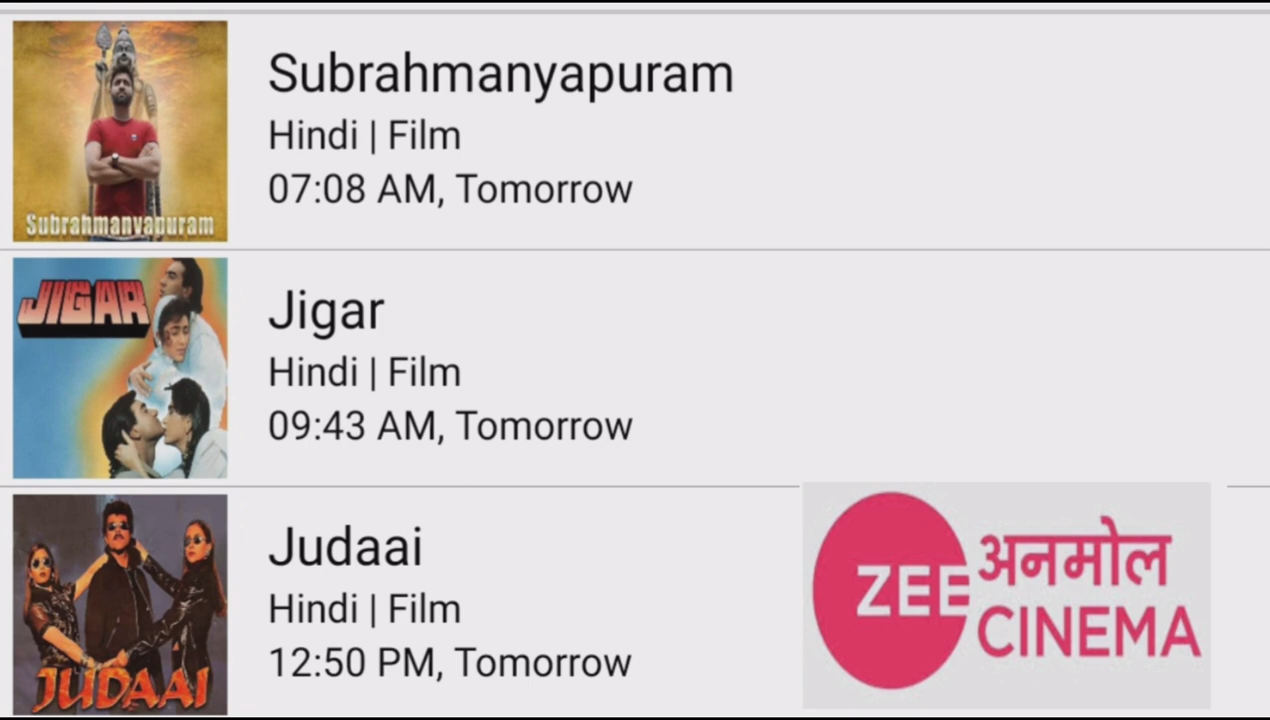 Subrahmanyapuram
Subrahmanyapuram
Hindi | Film
07:08 AM, Tomorrow
JIGAR
Jigar
Hindi | Film
09:43 AM, Tomorrow
JUDAAI
Judaai
Hindi | Film
12:50 PM, Tomorrow
ZEE अनमोल
CINEMA